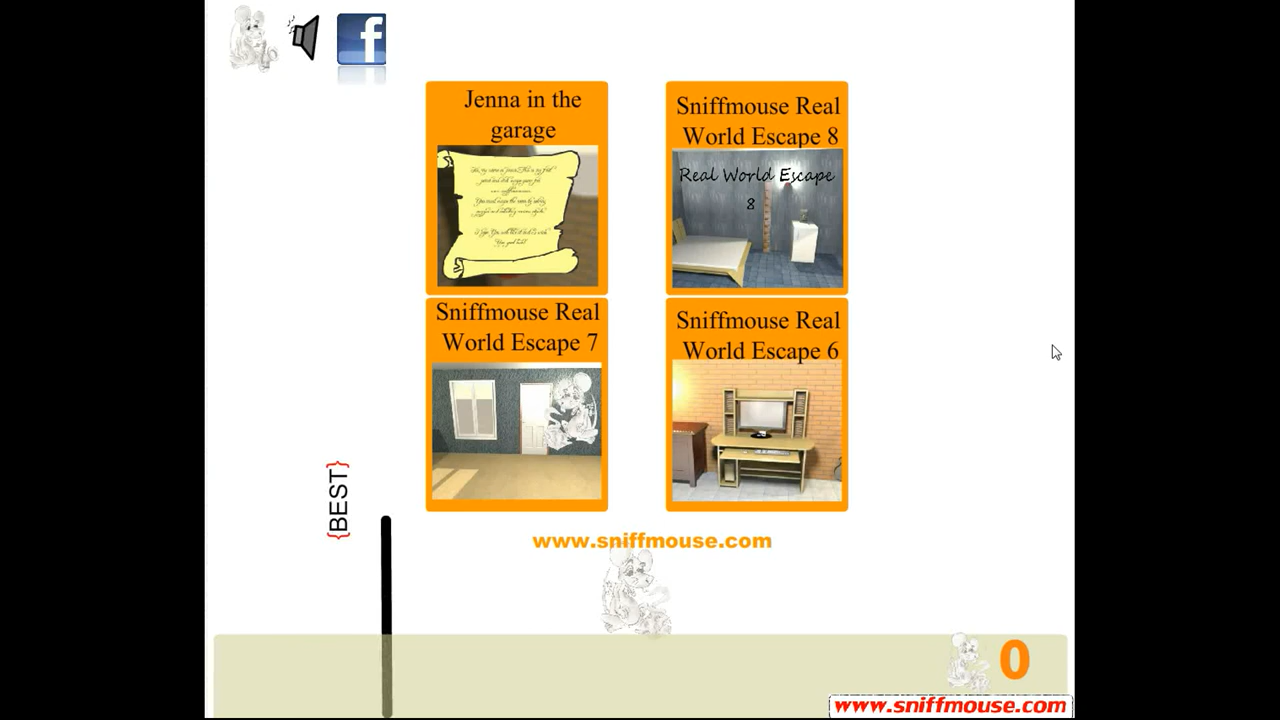 f
Jenna in the
garage
Sniffmouse Real
World Escape 8
Real World Escape
8
Sniffmouse Real
World Escape 7
Sniffmouse Real
World Escape 6
{BEST}
www.sniffmouse.com
0
www.sniffmouse.com